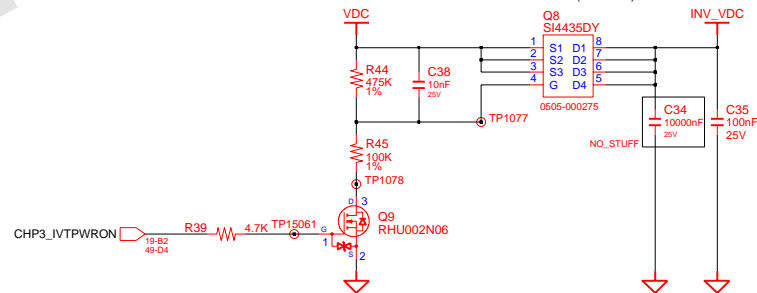 VDC
Q8
SI4435DY
INV_VDC
1 S1 D1 8
2 S2 D2 7
3 S3 D3 6
4 G D4 5
0505-000275
R44
475K
1%
C38
10nF
25V
TP1077
C34
10000nF
25V
NO_STUFF
C35
100nF
25V
R45
100K
1%
TP1078
D 3
Q9
RHU002N06
CHP3_IVTPWRON
19-B2
49-D4
R39 4.7K
TP15061
G
1
S 2